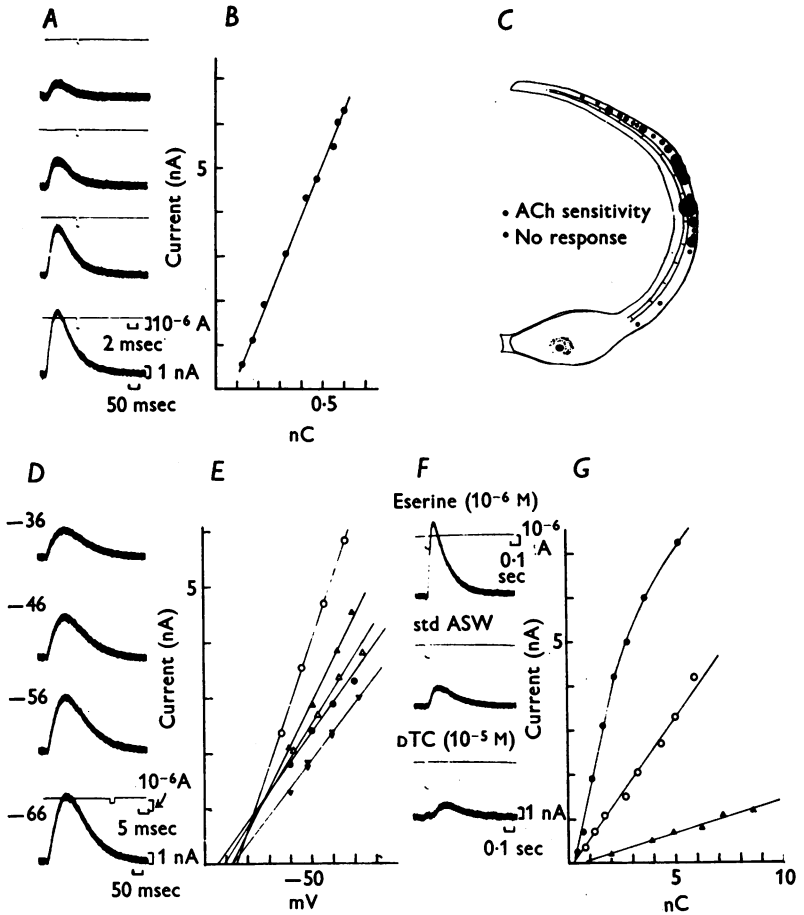 A
10⁻⁶ A
2 msec
1 nA
50 msec
B
Current (nA)
5
0·5
nC
C
ACh sensitivity
No response
D
−36
−46
−56
−66
10⁻⁶A
5 msec
1 nA
50 msec
E
Current (nA)
5
−50
mV
F
Eserine (10⁻⁶ M)
10⁻⁶
A
0·1
sec
std ASW
DTC (10⁻⁵ M)
1 nA
0·1 sec
G
Current (nA)
5
5
10
nC